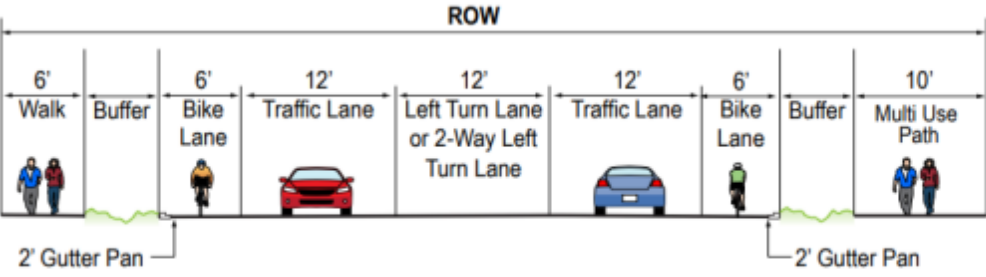 ROW
6'
Walk
Buffer
6'
Bike
Lane
12'
Traffic Lane
12'
Left Turn Lane
or 2-Way Left
Turn Lane
12'
Traffic Lane
6'
Bike
Lane
Buffer
10'
Multi Use
Path
2' Gutter Pan
2' Gutter Pan